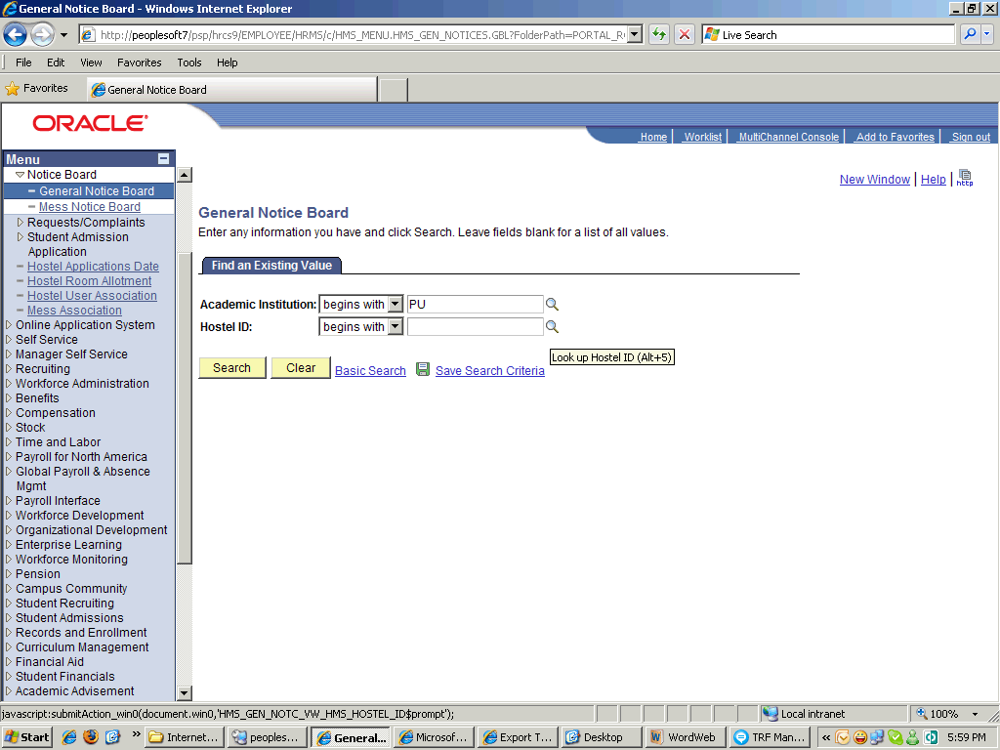 General Notice Board - Windows Internet Explorer
http://peoplesoft7/psp/hrcs9/EMPLOYEE/HRMS/c/HMS_MENU.HMS_GEN_NOTICES.GBL?FolderPath=PORTAL_R
Live Search
File Edit View Favorites Tools Help
Favorites General Notice Board
ORACLE®
Home Worklist MultiChannel Console Add to Favorites Sign out
Menu
Notice Board
General Notice Board
Mess Notice Board
Requests/Complaints
Student Admission
Application
Hostel Applications Date
Hostel Room Allotment
Hostel User Association
Mess Association
Online Application System
Self Service
Manager Self Service
Recruiting
Workforce Administration
Benefits
Compensation
Stock
Time and Labor
Payroll for North America
Global Payroll & Absence
Mgmt
Payroll Interface
Workforce Development
Organizational Development
Enterprise Learning
Workforce Monitoring
Pension
Campus Community
Student Recruiting
Student Admissions
Records and Enrollment
Curriculum Management
Financial Aid
Student Financials
Academic Advisement
New Window | Help | http
General Notice Board
Enter any information you have and click Search. Leave fields blank for a list of all values.
Find an Existing Value
Academic Institution: begins with PU
Hostel ID: begins with
Look up Hostel ID (Alt+5)
Search Clear Basic Search Save Search Criteria
javascript:submitAction_win0(document.win0,'HMS_GEN_NOTC_VW_HMS_HOSTEL_ID$prompt');
Local intranet 100%
Start » Internet... peoples... General... Microsof... Export T... Desktop WordWeb TRF Man... « 5:59 PM